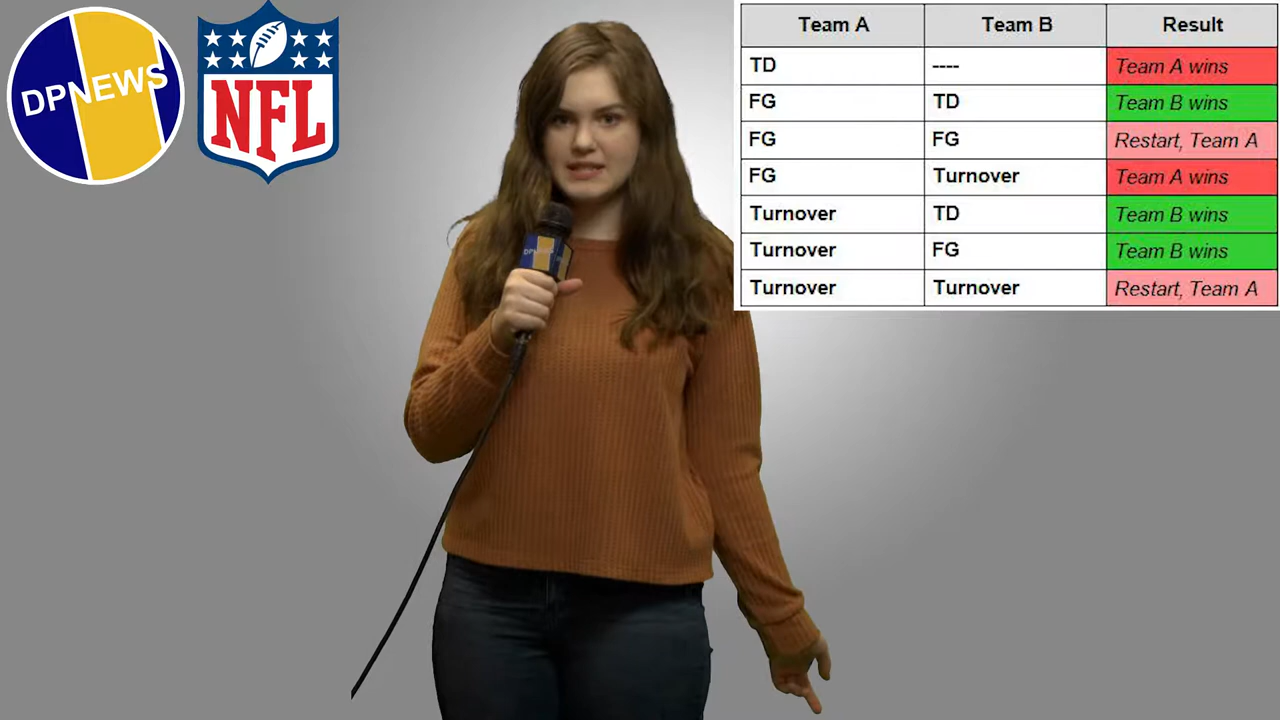 DPNEWS
NFL
Team A Team B Result
TD ---- Team A wins
FG TD Team B wins
FG FG Restart, Team A
FG Turnover Team A wins
Turnover TD Team B wins
Turnover FG Team B wins
Turnover Turnover Restart, Team A
DPNEWS